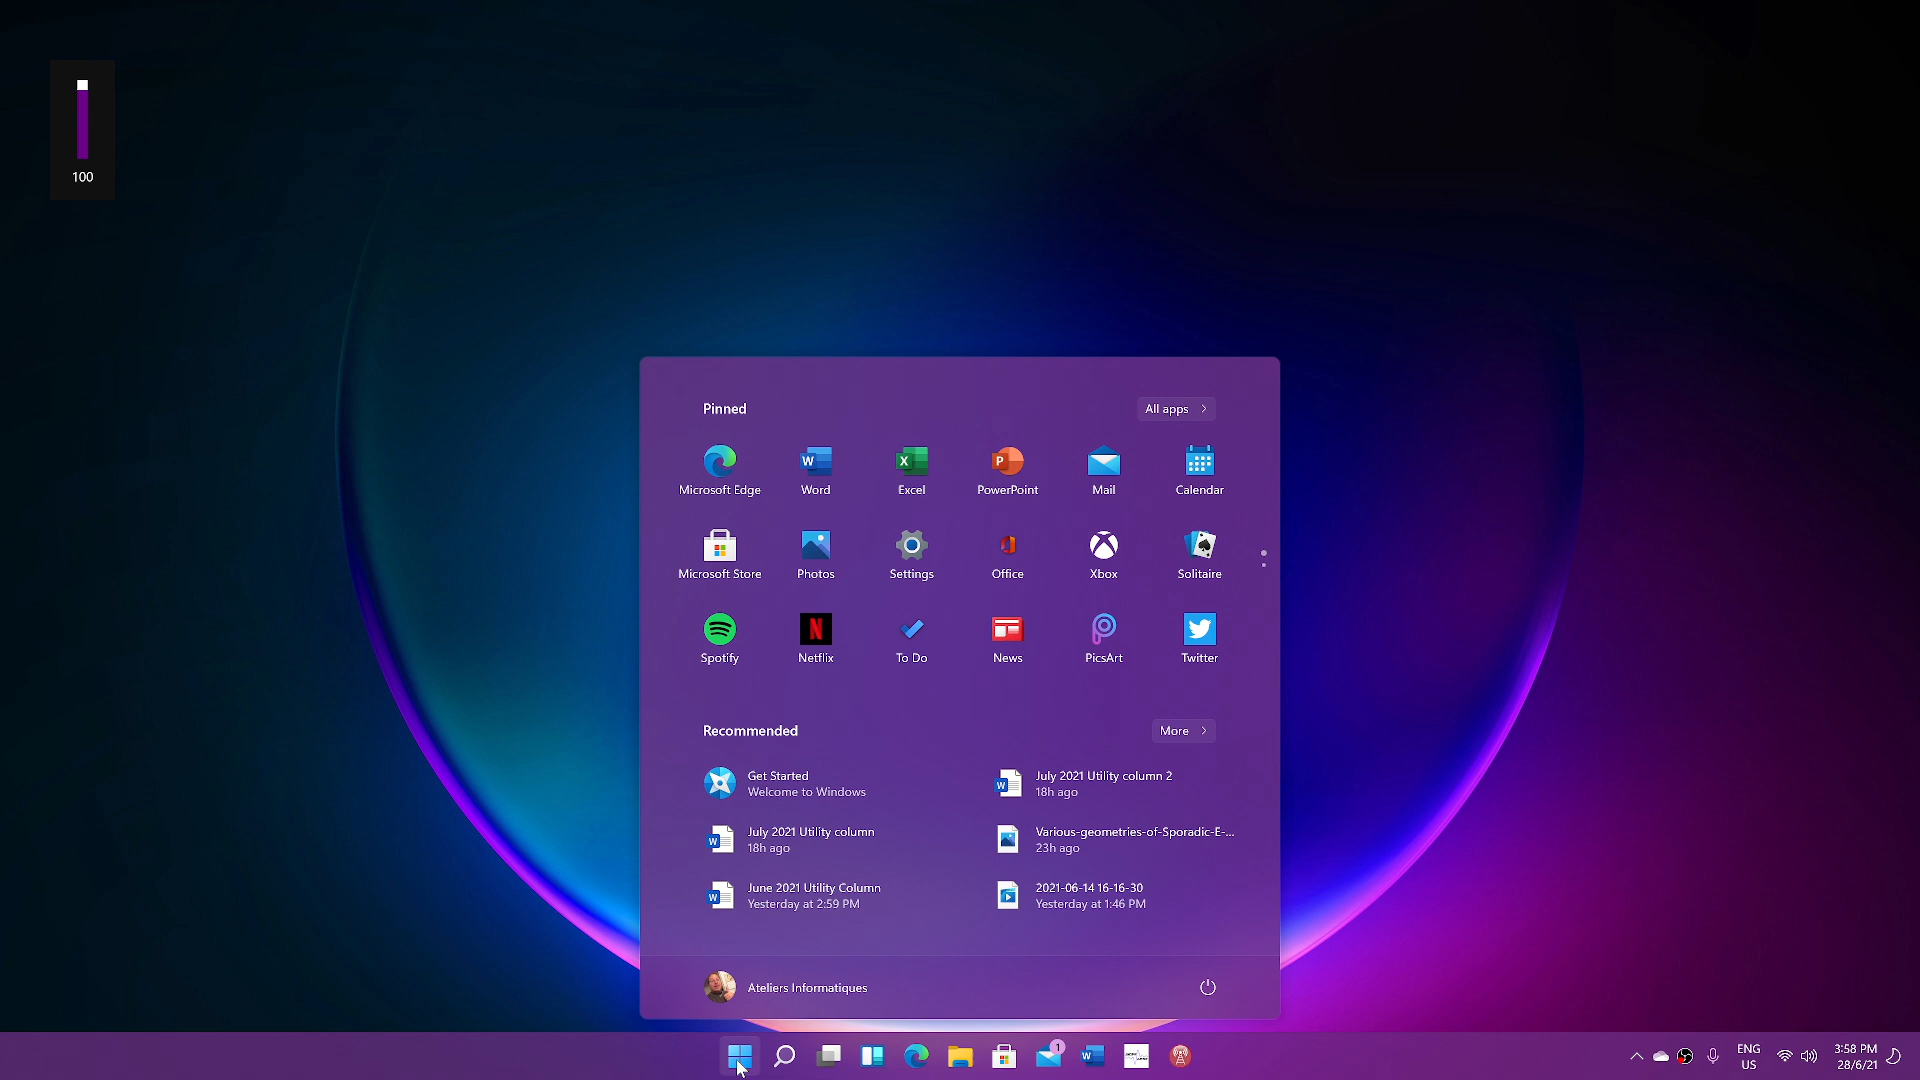 100
Pinned
All apps
Microsoft Edge
Word
Excel
PowerPoint
Mail
Calendar
Microsoft Store
Photos
Settings
Office
Xbox
Solitaire
Spotify
Netflix
To Do
News
PicsArt
Twitter
Recommended
More
Get Started
Welcome to Windows
July 2021 Utility column 2
18h ago
July 2021 Utility column
18h ago
Various-geometries-of-Sporadic-E-...
23h ago
June 2021 Utility Column
Yesterday at 2:59 PM
2021-06-14 16-16-30
Yesterday at 1:46 PM
Ateliers Informatiques
1
ENG
US
3:58 PM
28/6/21